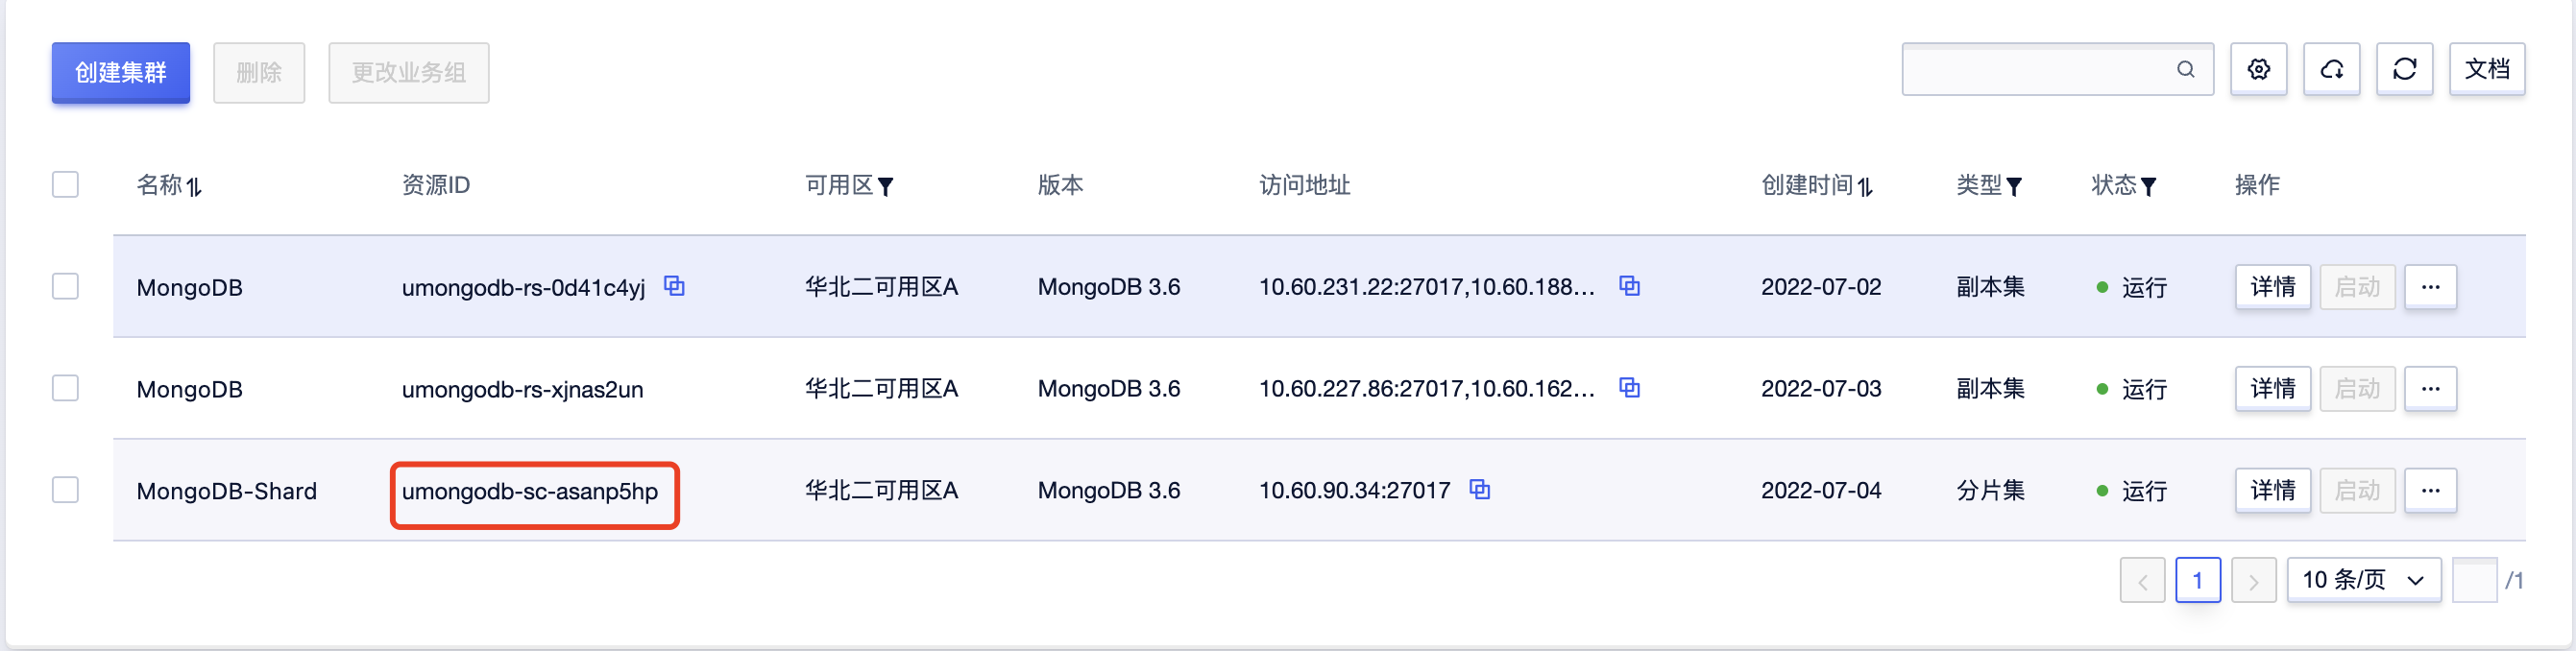 创建集群 删除 更改业务组 文档
名称 资源ID 可用区 版本 访问地址 创建时间 类型 状态 操作
MongoDB umongodb-rs-0d41c4yj 华北二可用区A MongoDB 3.6 10.60.231.22:27017,10.60.188... 2022-07-02 副本集 运行 详情 启动 ...
MongoDB umongodb-rs-xjnas2un 华北二可用区A MongoDB 3.6 10.60.227.86:27017,10.60.162... 2022-07-03 副本集 运行 详情 启动 ...
MongoDB-Shard umongodb-sc-asanp5hp 华北二可用区A MongoDB 3.6 10.60.90.34:27017 2022-07-04 分片集 运行 详情 启动 ...
1 10 条/页 /1